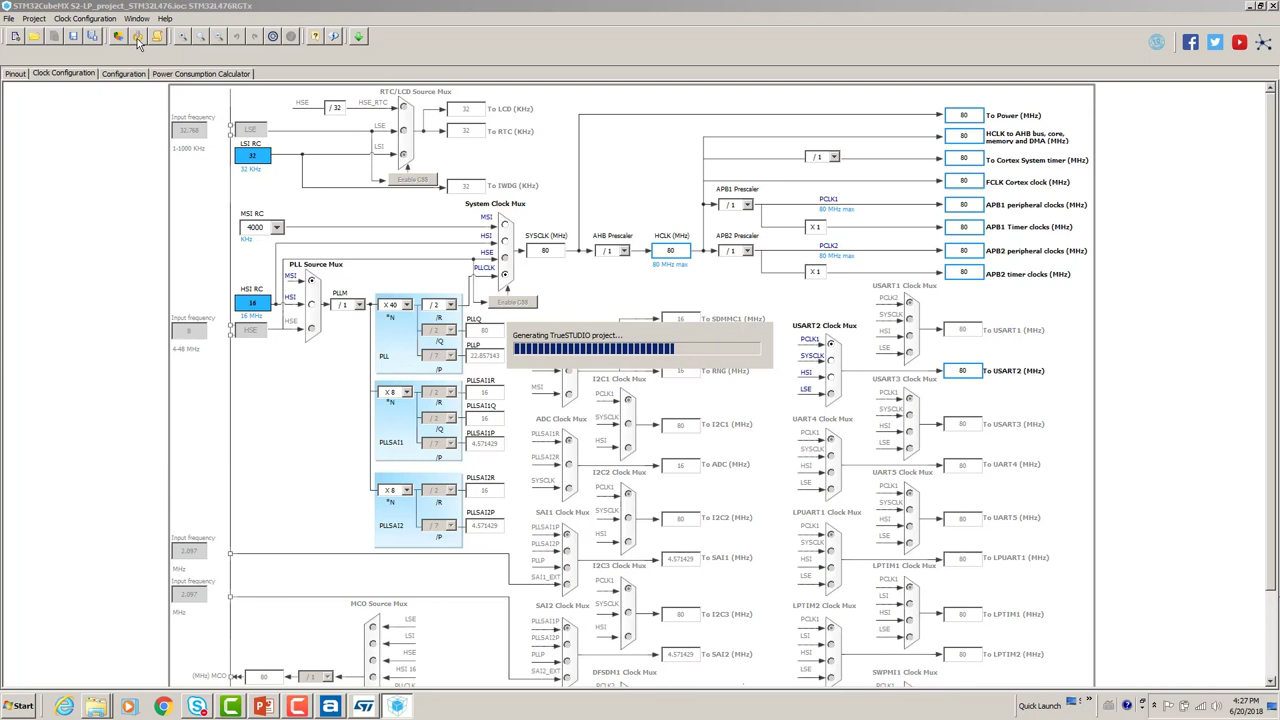 STM32CubeMX S2-LP_project_STM32L476.ioc: STM32L476RGTx
File Project Clock Configuration Window Help
Pinout Clock Configuration Configuration Power Consumption Calculator
RTC/LCD Source Mux
HSE / 32 HSE_RTC
32 To LCD (KHz)
Input frequency
32.768
1-1000 KHz
LSE
LSE
32 To RTC (KHz)
LSI RC
32
32 KHz
LSI
Enable CSS
32 To IWDG (KHz)
80 To Power (MHz)
80 HCLK to AHB bus, core,
memory and DMA (MHz)
/ 1 80 To Cortex System timer (MHz)
80 FCLK Cortex clock (MHz)
APB1 Prescaler
/ 1 PCLK1
80 MHz max
80 APB1 peripheral clocks (MHz)
X 1 80 APB1 Timer clocks (MHz)
System Clock Mux
MSI RC
4000
KHz
MSI
HSI
HSE
PLLCLK
Enable CSS
SYSCLK (MHz)
80
AHB Prescaler
/ 1
HCLK (MHz)
80
80 MHz max
APB2 Prescaler
/ 1 PCLK2
80 MHz max
80 APB2 peripheral clocks (MHz)
X 1 80 APB2 timer clocks (MHz)
PLL Source Mux
MSI
HSI RC
16
16 MHz
HSI
HSE
HSE
Input frequency
8
4-48 MHz
PLLM
/ 1
X 40 / 2
*N /R
/ 2
/Q
PLL / 7
/P
PLLQ
80
PLLP
22.857143
Generating TrueSTUDIO project...
16 To SDMMC1 (MHz)
16 To RNG (MHz)
MSI
X 8 / 2
*N /R
/ 2
/Q
PLLSAI1 / 7
/P
PLLSAI1R
16
PLLSAI1Q
16
PLLSAI1P
4.571429
X 8 / 2
*N /R
PLLSAI2 / 7
/P
PLLSAI2R
16
PLLSAI2P
4.571429
ADC Clock Mux
PLLSAI1R
PLLSAI2R
SYSCLK
16 To ADC (MHz)
I2C1 Clock Mux
PCLK1
SYSCLK
HSI
80 To I2C1 (MHz)
I2C2 Clock Mux
PCLK1
SYSCLK
HSI
80 To I2C2 (MHz)
SAI1 Clock Mux
PLLSAI1P
PLLSAI2P
PLLP
SAI1_EXT
4.571429 To SAI1 (MHz)
I2C3 Clock Mux
PCLK1
SYSCLK
HSI
80 To I2C3 (MHz)
SAI2 Clock Mux
PLLSAI1P
PLLSAI2P
PLLP
SAI2_EXT
4.571429 To SAI2 (MHz)
DFSDM1 Clock Mux
USART1 Clock Mux
PCLK2
SYSCLK
HSI
LSE
80 To USART1 (MHz)
USART2 Clock Mux
PCLK1
SYSCLK
HSI
LSE
80 To USART2 (MHz)
USART3 Clock Mux
PCLK1
SYSCLK
HSI
LSE
80 To USART3 (MHz)
UART4 Clock Mux
PCLK1
SYSCLK
HSI
LSE
80 To UART4 (MHz)
UART5 Clock Mux
PCLK1
SYSCLK
HSI
LSE
80 To UART5 (MHz)
LPUART1 Clock Mux
PCLK1
SYSCLK
HSI
LSE
80 To LPUART1 (MHz)
LPTIM1 Clock Mux
PCLK1
LSI
HSI
LSE
80 To LPTIM1 (MHz)
LPTIM2 Clock Mux
PCLK1
LSI
HSI
LSE
80 To LPTIM2 (MHz)
SWPMI1 Clock Mux
Input frequency
2.097
MHz
Input frequency
2.097
MHz
MCO Source Mux
LSE
LSI
HSE
HSI 16
PLLCLK
(MHz) MCO 80 / 1
Start
Quick Launch
4:27 PM
6/20/2018